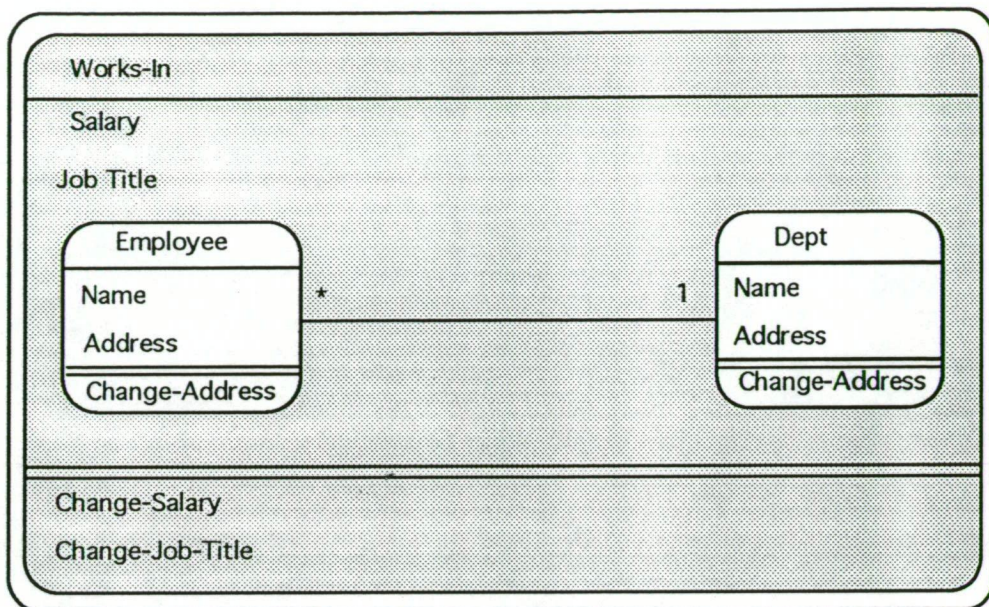 Works-In
Salary
Job Title
Employee
Dept
Name
*
1
Name
Address
Address
Change-Address
Change-Address
Change-Salary
Change-Job-Title